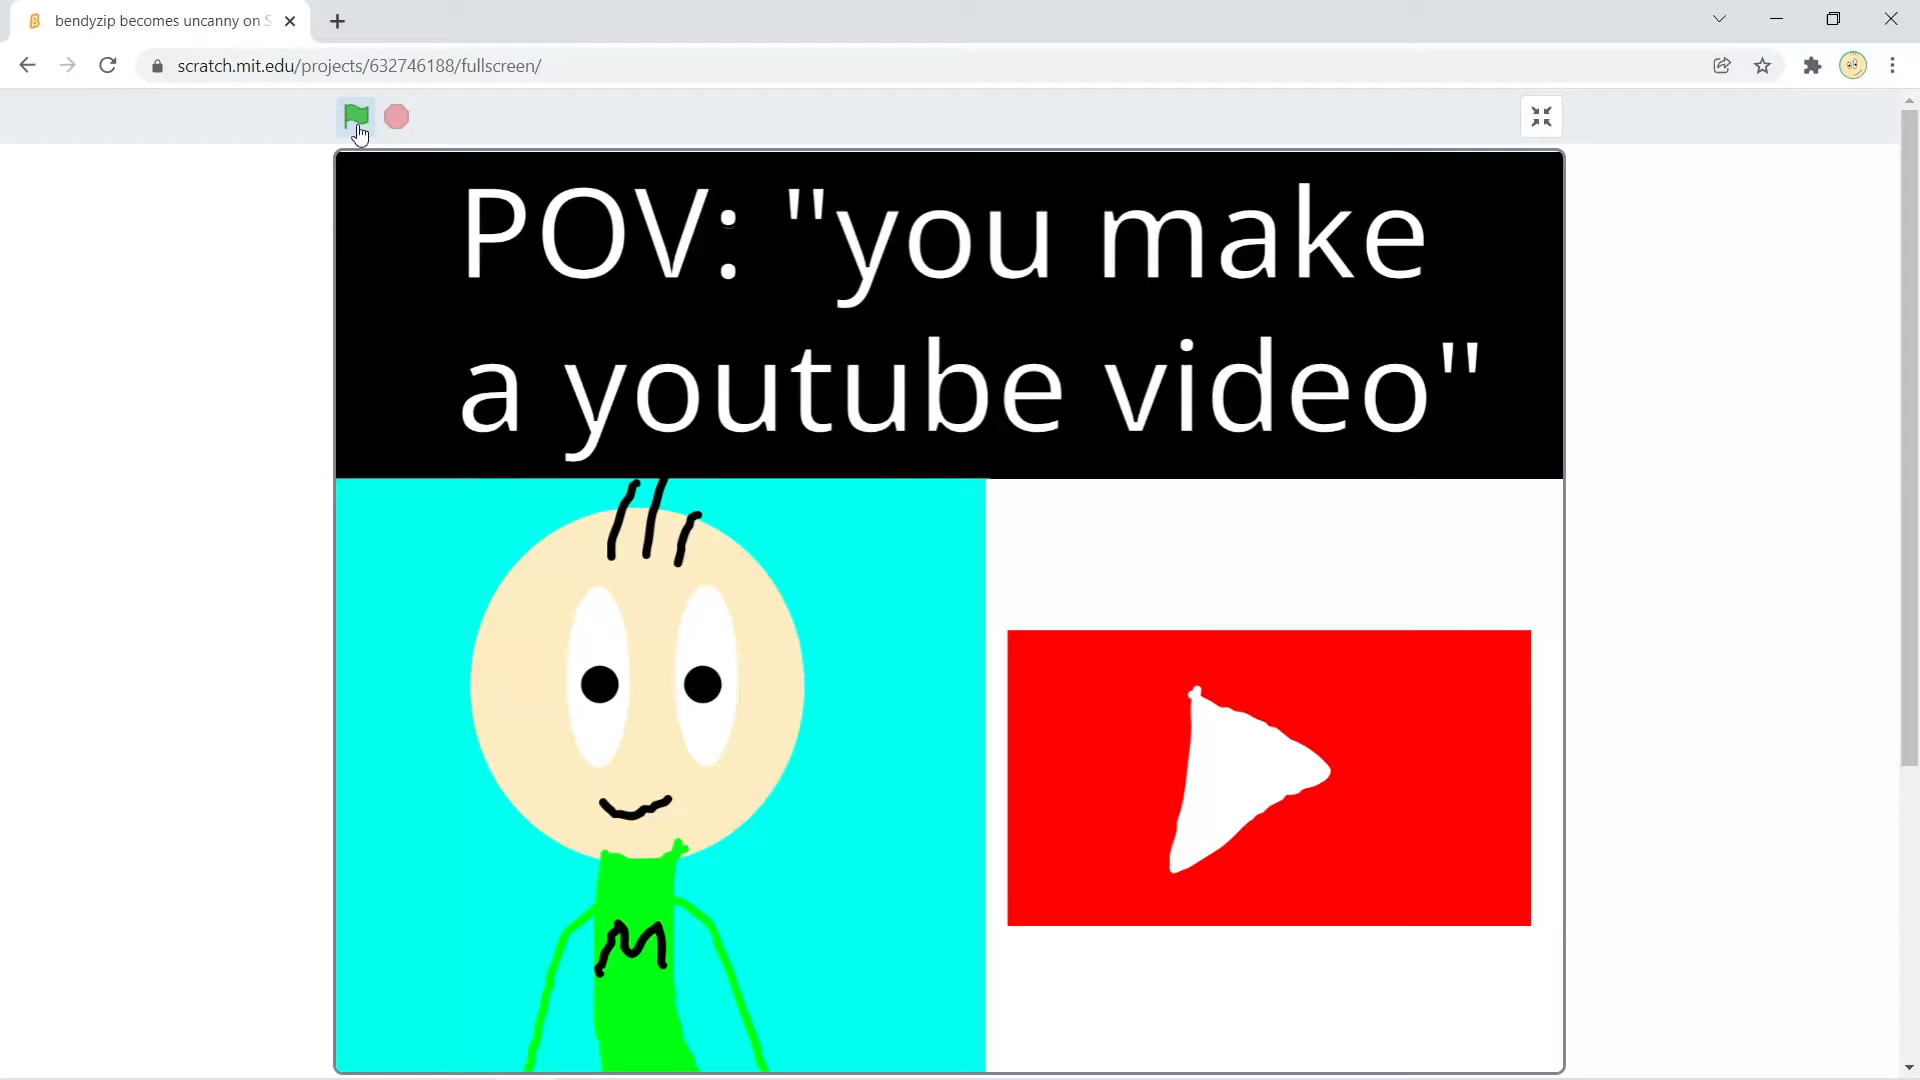 bendyzip becomes uncanny on S
scratch.mit.edu/projects/632746188/fullscreen/
POV: "you make
a youtube video"
M